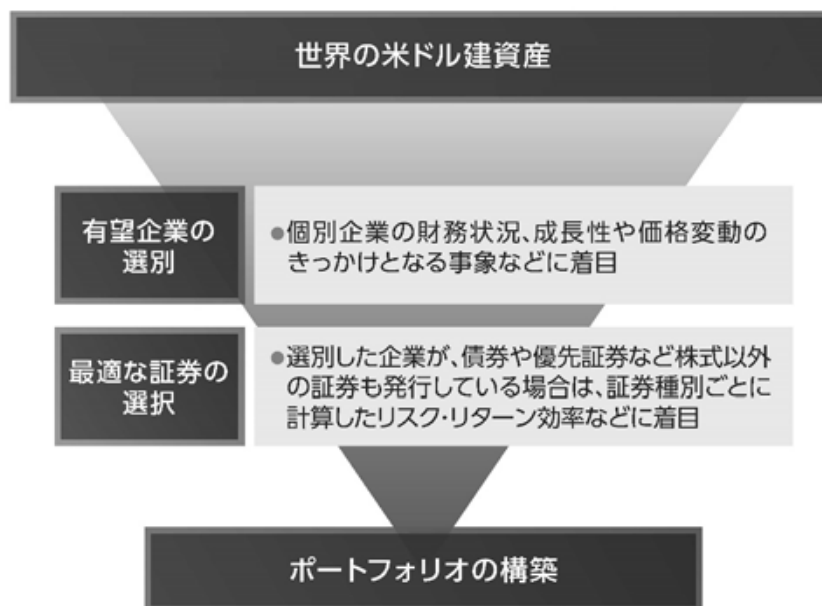 世界の米ドル建資産
有望企業の
選別
●個別企業の財務状況、成長性や価格変動の
きっかけとなる事象などに着目
最適な証券の
選択
●選別した企業が、債券や優先証券など株式以外
の証券も発行している場合は、証券種別ごとに
計算したリスク・リターン効率などに着目
ポートフォリオの構築